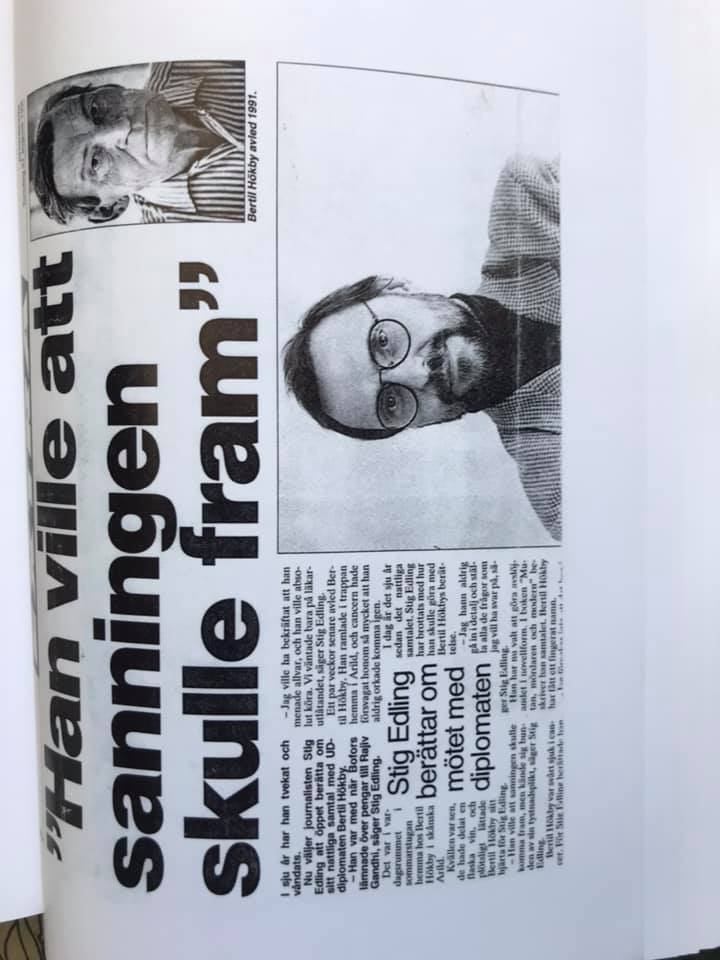 ”Han ville att
sanningen
skulle fram”
Bertil Hökby avled 1991.
I sju år har han tvekat och
våndats.
Nu väljer journalisten Stig
Edling att öppet berätta om
sitt nattliga samtal med UD-
diplomaten Bertil Hökby.
– Han var med när Bofors
lämnade över pengar till Rajiv
Gandhi, säger Stig Edling.
Det var i var-
dagsrummet i
sommarstugan
hemma hos Bertil
Hökby i skånska
Arild.
Kvällen var sen,
de hade delat en
flaska vin, och
plötsligt lättade
Bertil Hökby sitt
hjärta för Stig Edling.
– Han ville att sanningen skulle
komma fram, men kände sig bun-
den av sin tystnadsplikt, säger Stig
Edling.
Bertil Hökby var svårt sjuk i can-
cer. För Stig Edling berättade han
Stig Edling
berättar om
mötet med
diplomaten
– Jag ville ha bekräftat att han
menade allvar, och han ville abso-
lut köra. Vi väntade bara på läkar-
utlåtandet, säger Stig Edling.
Ett par veckor senare avled Ber-
til Hökby. Han ramlade i trappan
hemma i Arild, och cancern hade
försvagat honom så mycket att han
aldrig orkade komma igen.
I dag är det sju år
sedan det nattliga
samtalet. Stig Edling
har brottats med hur
han skulle göra med
Bertil Hökbys berät-
telse.
– Jag hann aldrig
gå in i detalj och stäl-
la alla de frågor som
jag vill ha svar på, sä-
ger Stig Edling.
Han har nu valt att göra avslöj-
andet i novellform. I boken ”Mu-
tan, mördaren och modern” be-
skriver han samtalet. Bertil Hökby
har fått ett fingerat namn.